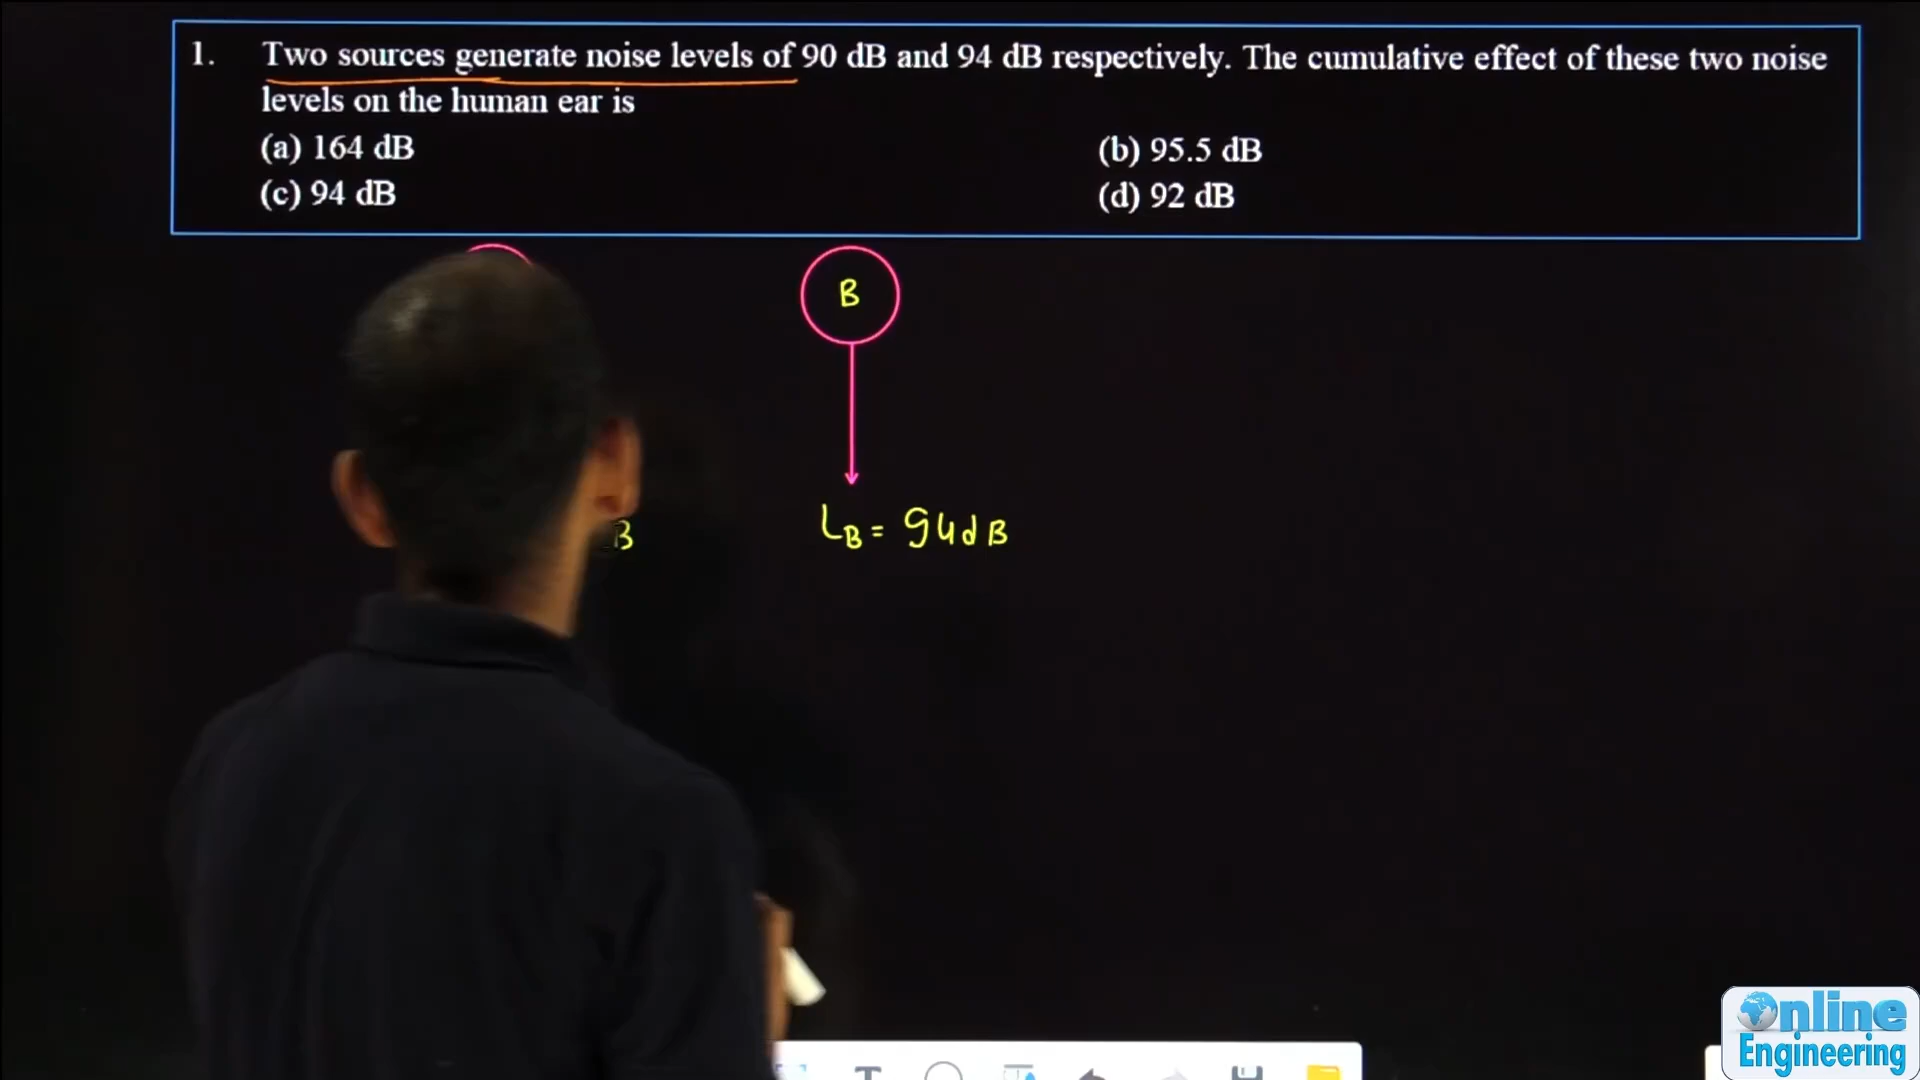 1. Two sources generate noise levels of 90 dB and 94 dB respectively. The cumulative effect of these two noise
levels on the human ear is
(a) 164 dB
(b) 95.5 dB
(c) 94 dB
(d) 92 dB
B
B
L_B = 94 dB
Online
Engineering